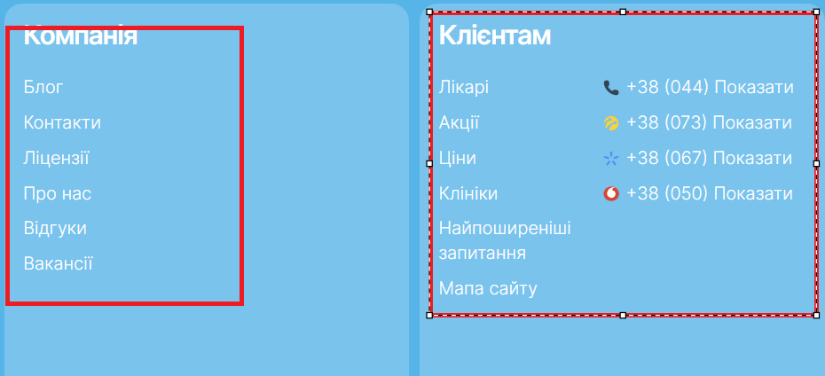 Компанія
Блог
Контакти
Ліцензії
Про нас
Відгуки
Вакансії
Клієнтам
Лікарі
Акції
Ціни
Клініки
Найпоширеніші
запитання
Мапа сайту
+38 (044) Показати
+38 (073) Показати
+38 (067) Показати
+38 (050) Показати